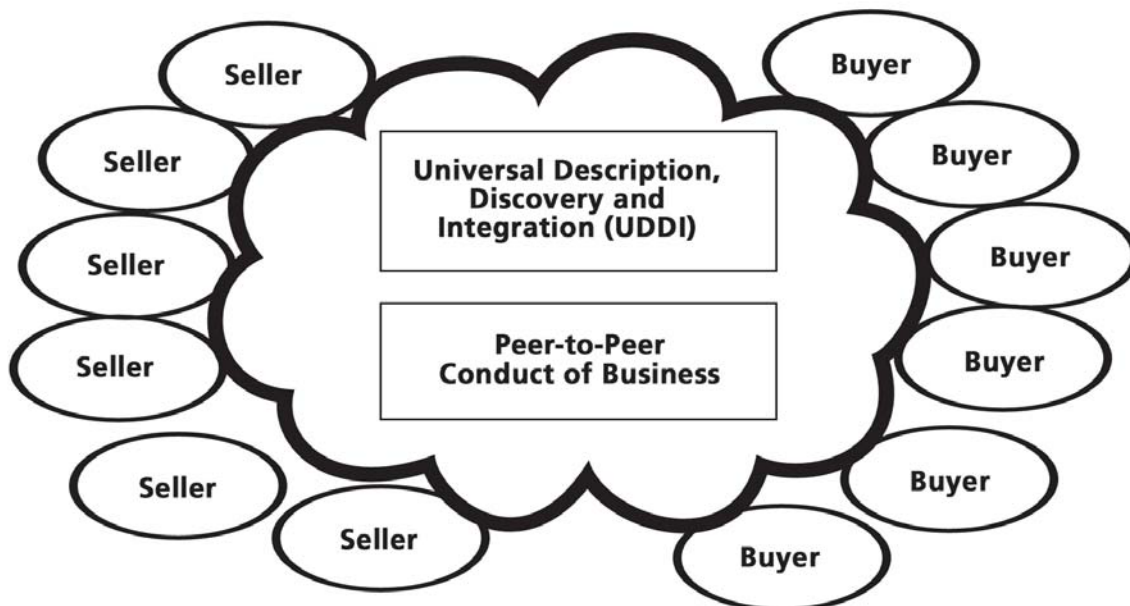 Seller
Seller
Seller
Seller
Seller
Seller
Universal Description,
Discovery and
Integration (UDDI)
Peer-to-Peer
Conduct of Business
Buyer
Buyer
Buyer
Buyer
Buyer
Buyer